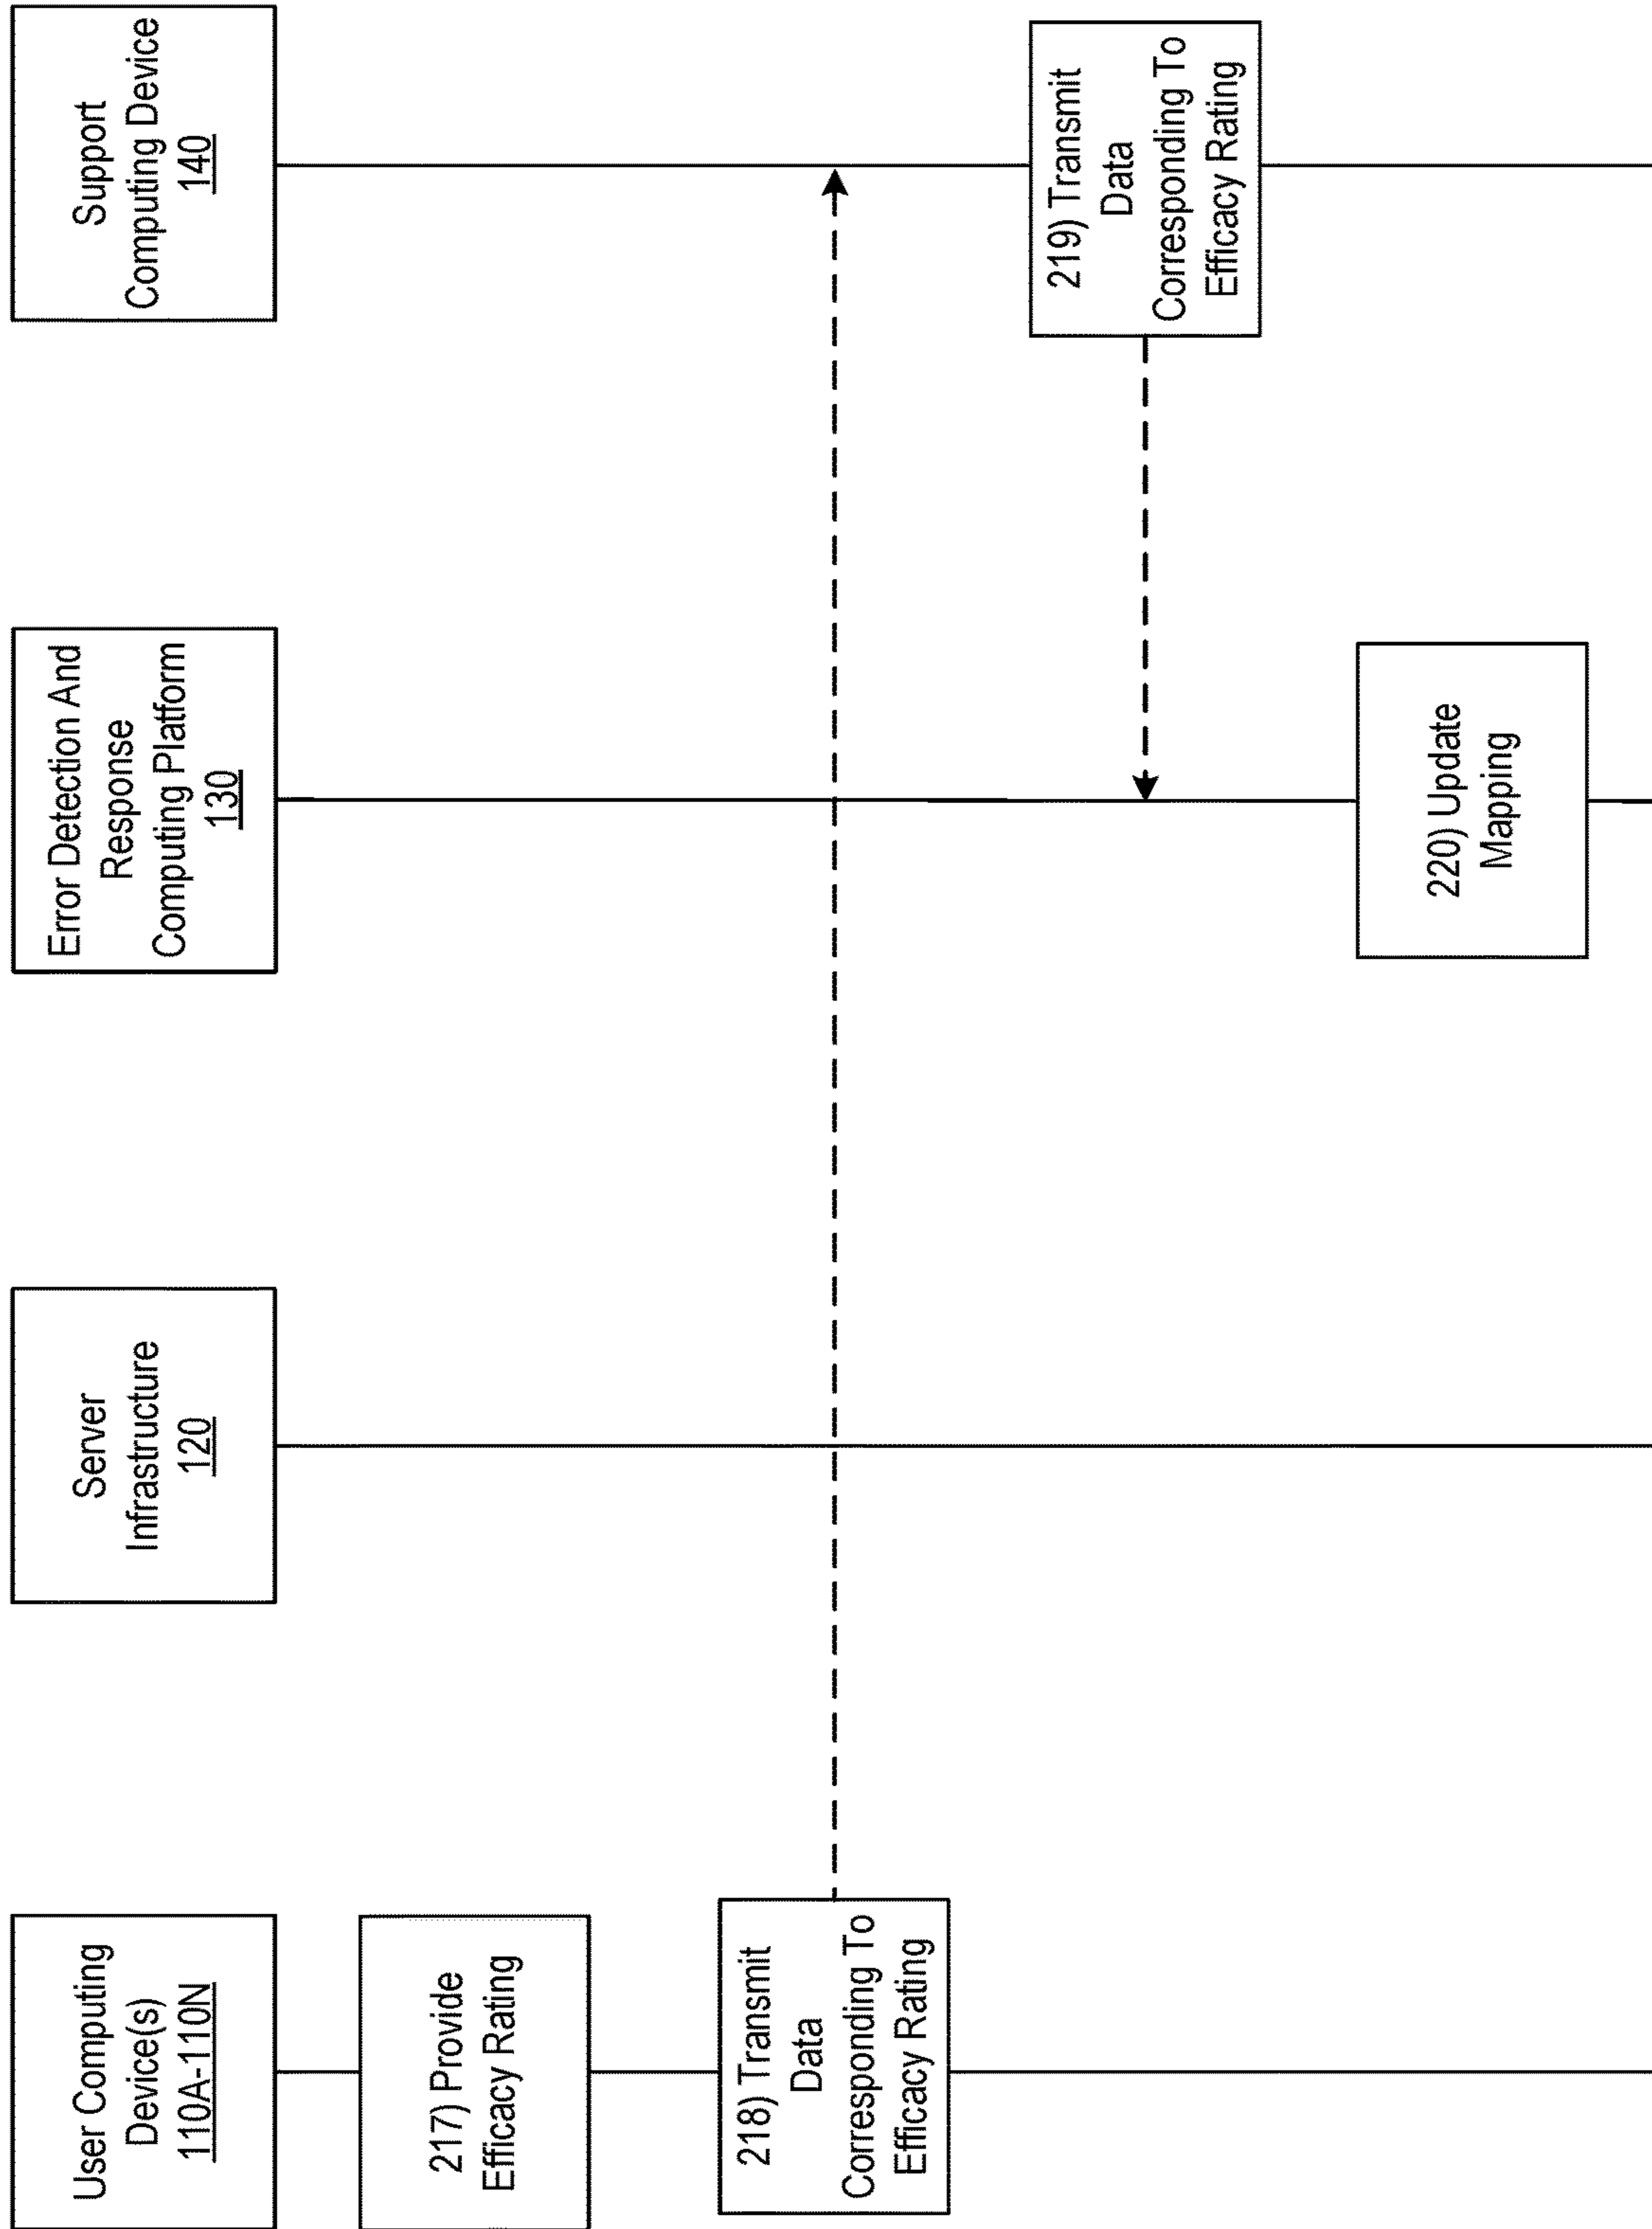 User Computing
Device(s)
110A-110N
Server
Infrastructure
120
Error Detection And
Response
Computing Platform
130
Support
Computing Device
140
217) Provide
Efficacy Rating
218) Transmit
Data
Corresponding To
Efficacy Rating
219) Transmit
Data
Corresponding To
Efficacy Rating
220) Update
Mapping